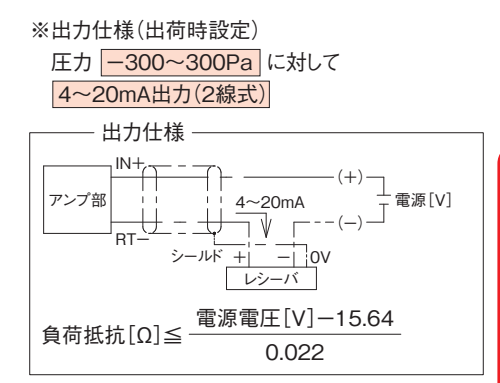 ※出力仕様(出荷時設定)
圧力 －300～300Pa に対して
4～20mA出力(2線式)
出力仕様
IN＋
(＋)
アンプ部
4～20mA
電源[V]
(－)
RT－
シールド ＋ － 0V
レシーバ
負荷抵抗[Ω]≦ 電源電圧[V]－15.64
0.022